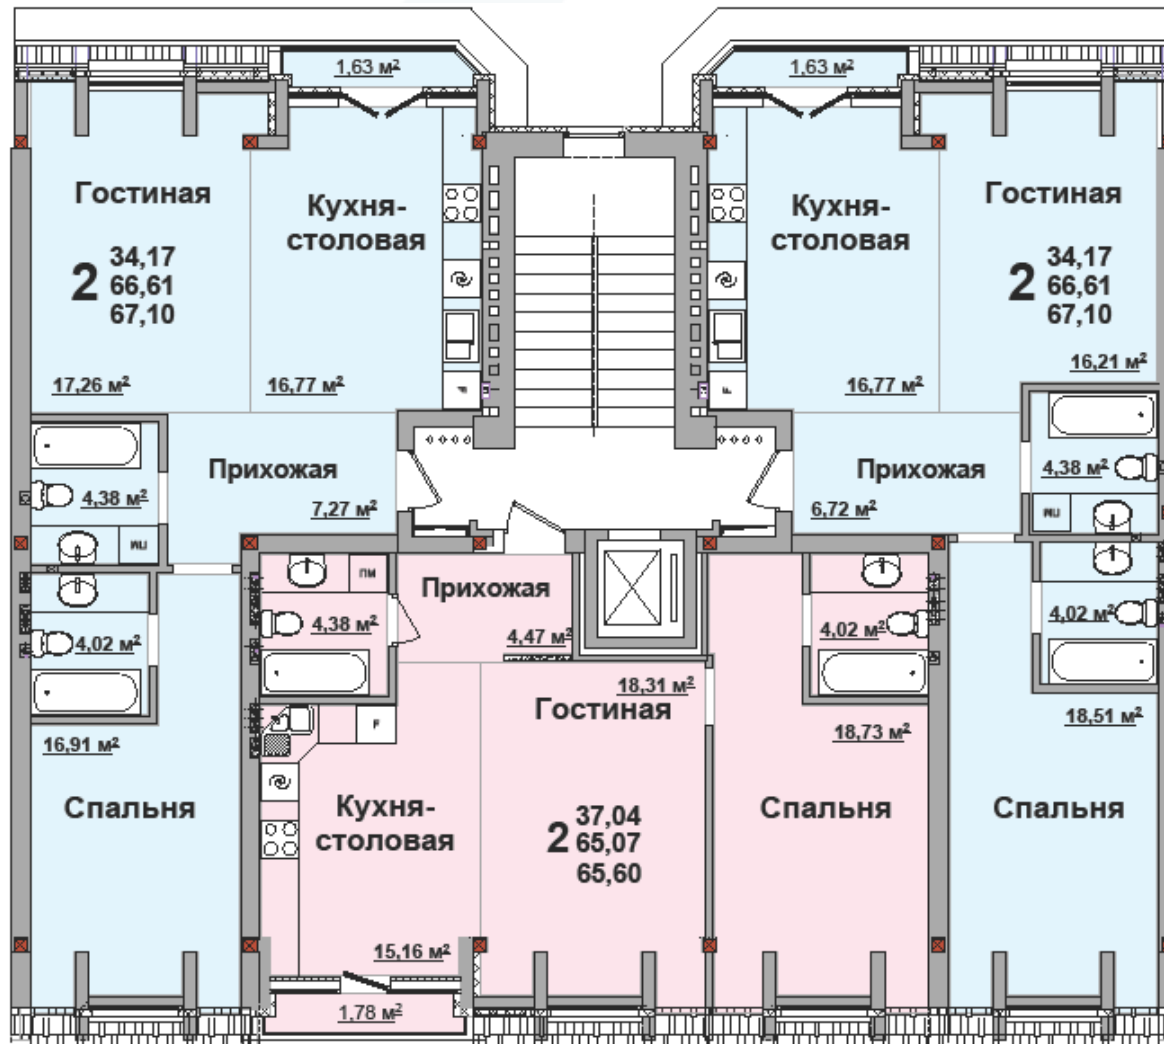 1,63 м²
1,63 м²
Гостиная
Кухня-
столовая
2
34,17
66,61
67,10
17,26 м²
16,77 м²
Кухня-
столовая
Гостиная
2
34,17
66,61
67,10
16,77 м²
16,21 м²
F
Прихожая
7,27 м²
4,38 м²
Прихожая
6,72 м²
4,38 м²
4,02 м²
16,91 м²
Спальня
ПМ
4,38 м²
Прихожая
4,47 м²
F
18,31 м²
Гостиная
Кухня-
столовая
2
37,04
65,07
65,60
15,16 м²
1,78 м²
4,02 м²
18,73 м²
Спальня
4,02 м²
18,51 м²
Спальня